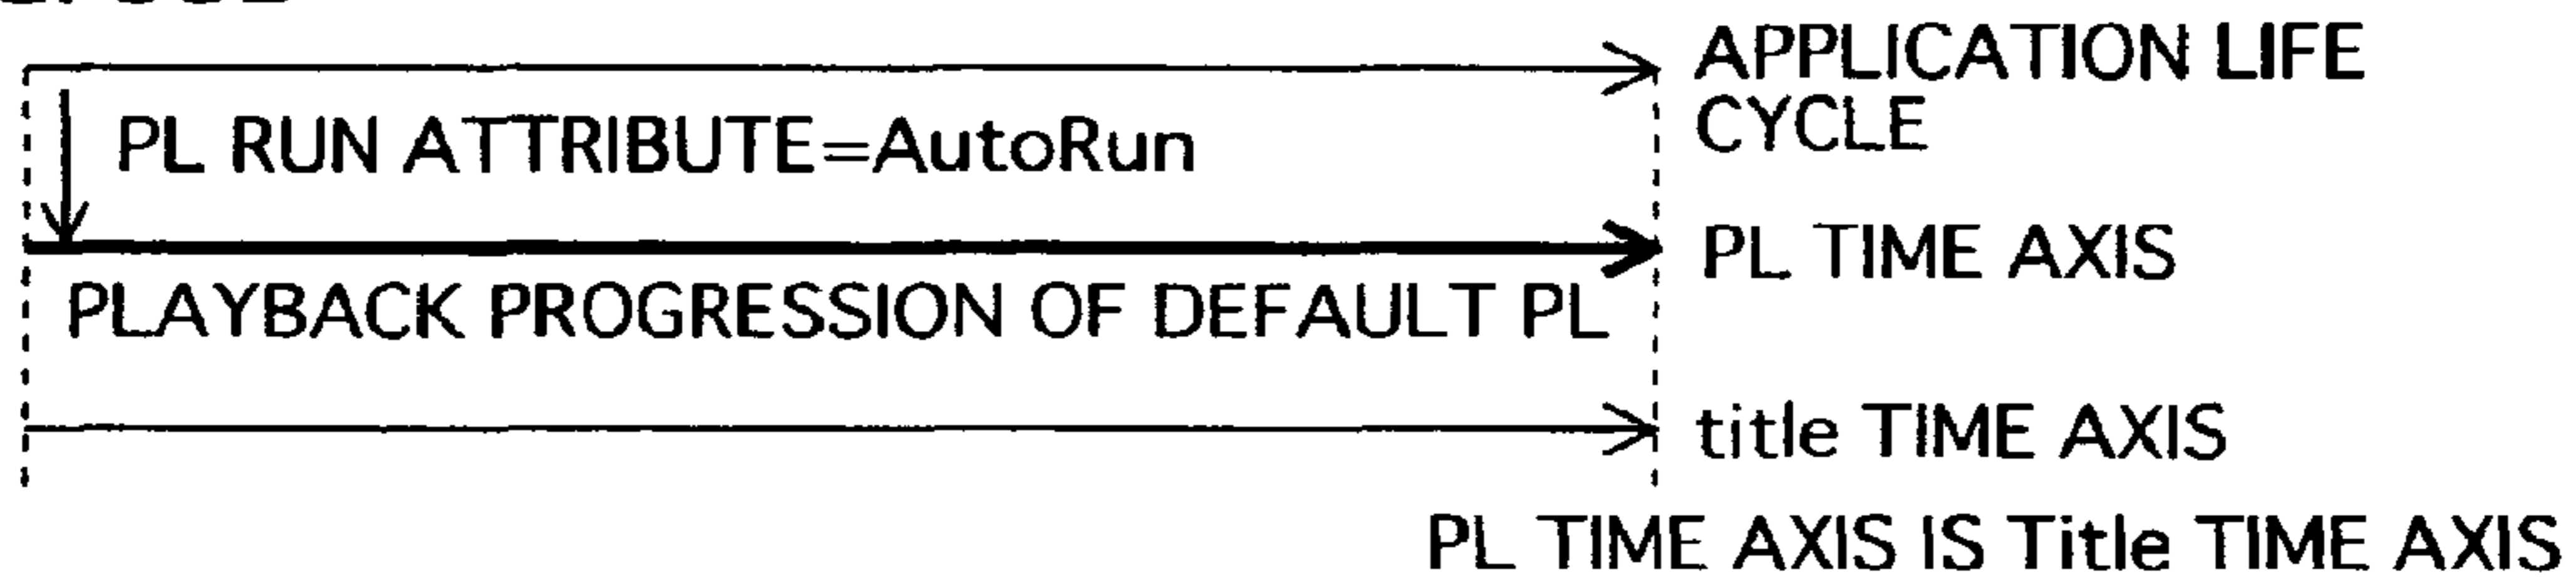 APPLICATION LIFE
CYCLE
PL RUN ATTRIBUTE=AutoRun
PL TIME AXIS
PLAYBACK PROGRESSION OF DEFAULT PL
title TIME AXIS
PL TIME AXIS IS Title TIME AXIS